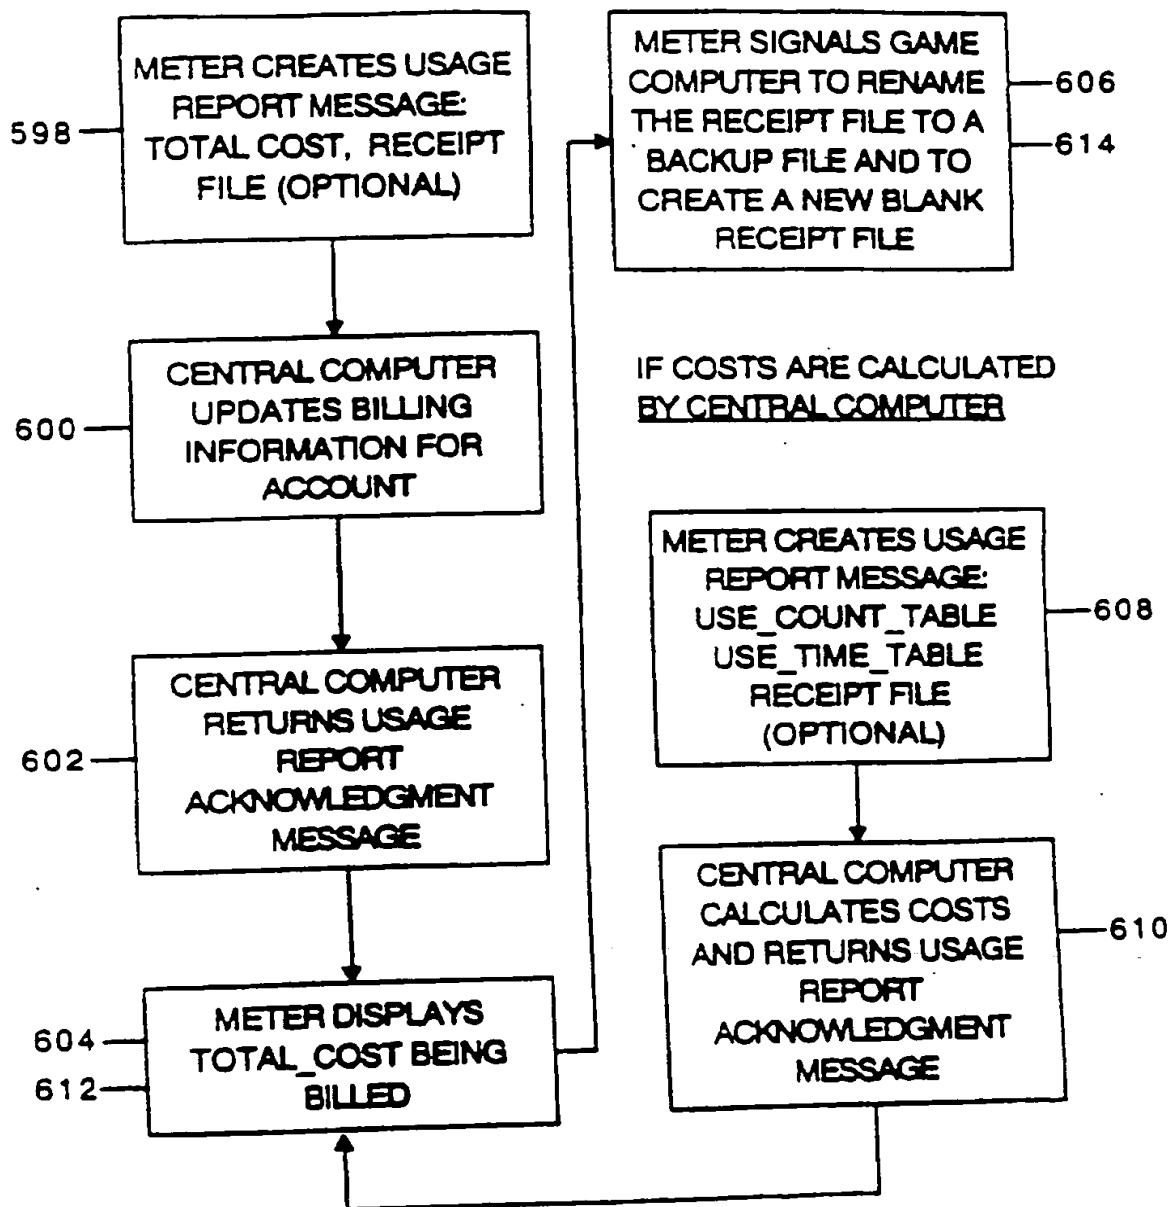 METER CREATES USAGE
REPORT MESSAGE:
TOTAL COST, RECEIPT
FILE (OPTIONAL)
598
CENTRAL COMPUTER
UPDATES BILLING
INFORMATION FOR
ACCOUNT
600
CENTRAL COMPUTER
RETURNS USAGE
REPORT
ACKNOWLEDGMENT
MESSAGE
602
METER DISPLAYS
TOTAL_COST BEING
BILLED
604
612
METER SIGNALS GAME
COMPUTER TO RENAME
THE RECEIPT FILE TO A
BACKUP FILE AND TO
CREATE A NEW BLANK
RECEIPT FILE
606
614
IF COSTS ARE CALCULATED
BY CENTRAL COMPUTER
METER CREATES USAGE
REPORT MESSAGE:
USE_COUNT_TABLE
USE_TIME_TABLE
RECEIPT FILE
(OPTIONAL)
608
CENTRAL COMPUTER
CALCULATES COSTS
AND RETURNS USAGE
REPORT
ACKNOWLEDGMENT
MESSAGE
610